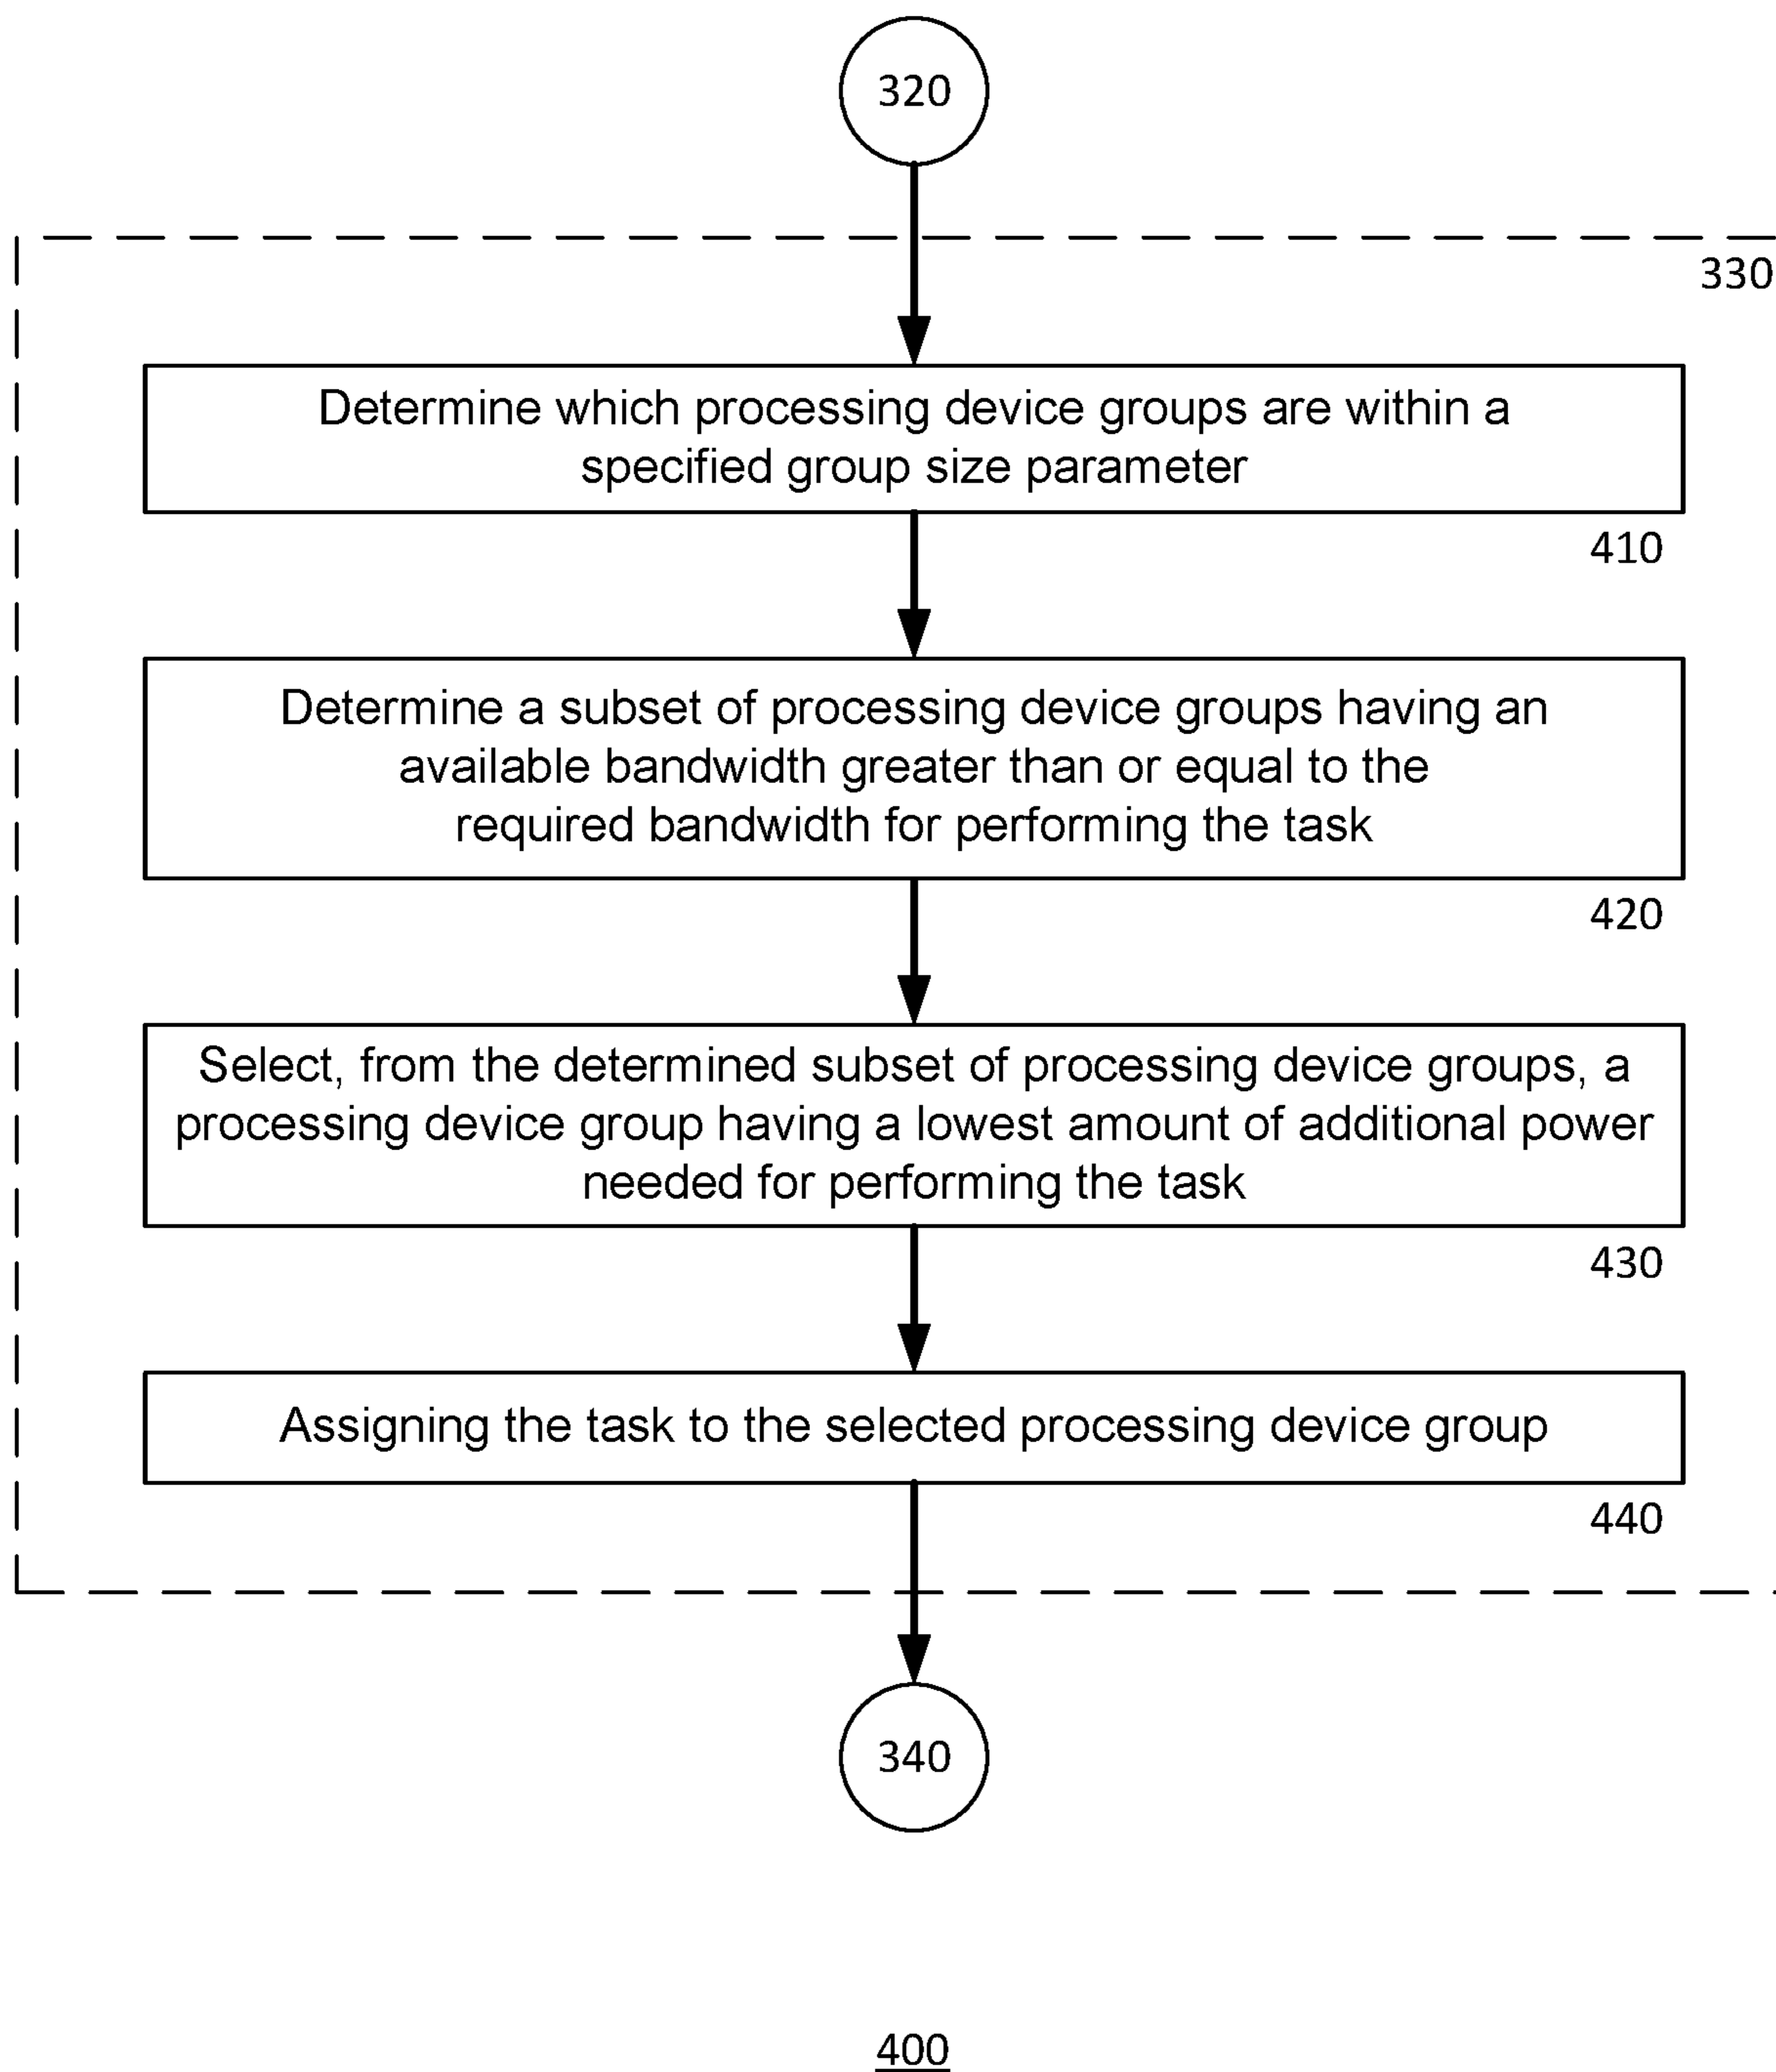 320
330
Determine which processing device groups are within a
specified group size parameter
410
Determine a subset of processing device groups having an
available bandwidth greater than or equal to the
required bandwidth for performing the task
420
Select, from the determined subset of processing device groups, a
processing device group having a lowest amount of additional power
needed for performing the task
430
Assigning the task to the selected processing device group
440
340
400